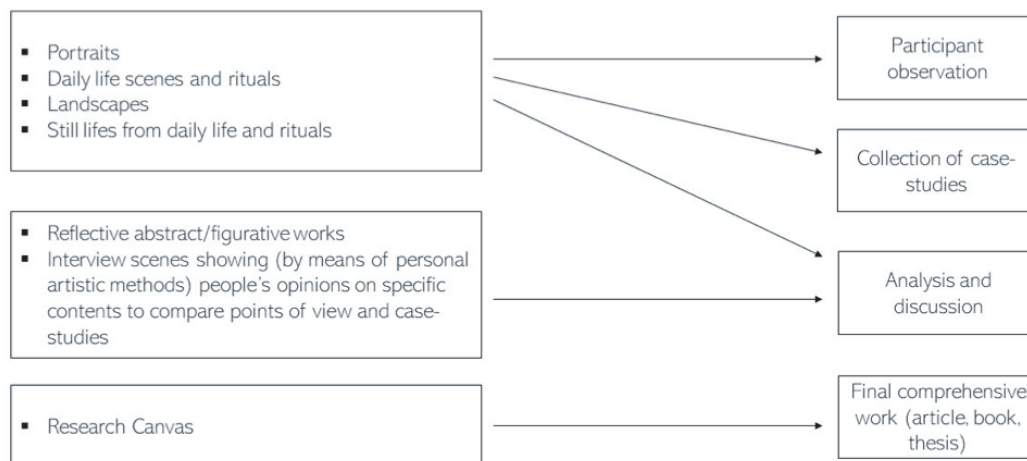 ▪ Portraits
▪ Daily life scenes and rituals
▪ Landscapes
▪ Still lifes from daily life and rituals
Participant
observation
Collection of case-
studies
▪ Reflective abstract/figurative works
▪ Interview scenes showing (by means of personal
artistic methods) people's opinions on specific
contents to compare points of view and case-
studies
Analysis and
discussion
▪ Research Canvas
Final comprehensive
work (article, book,
thesis)